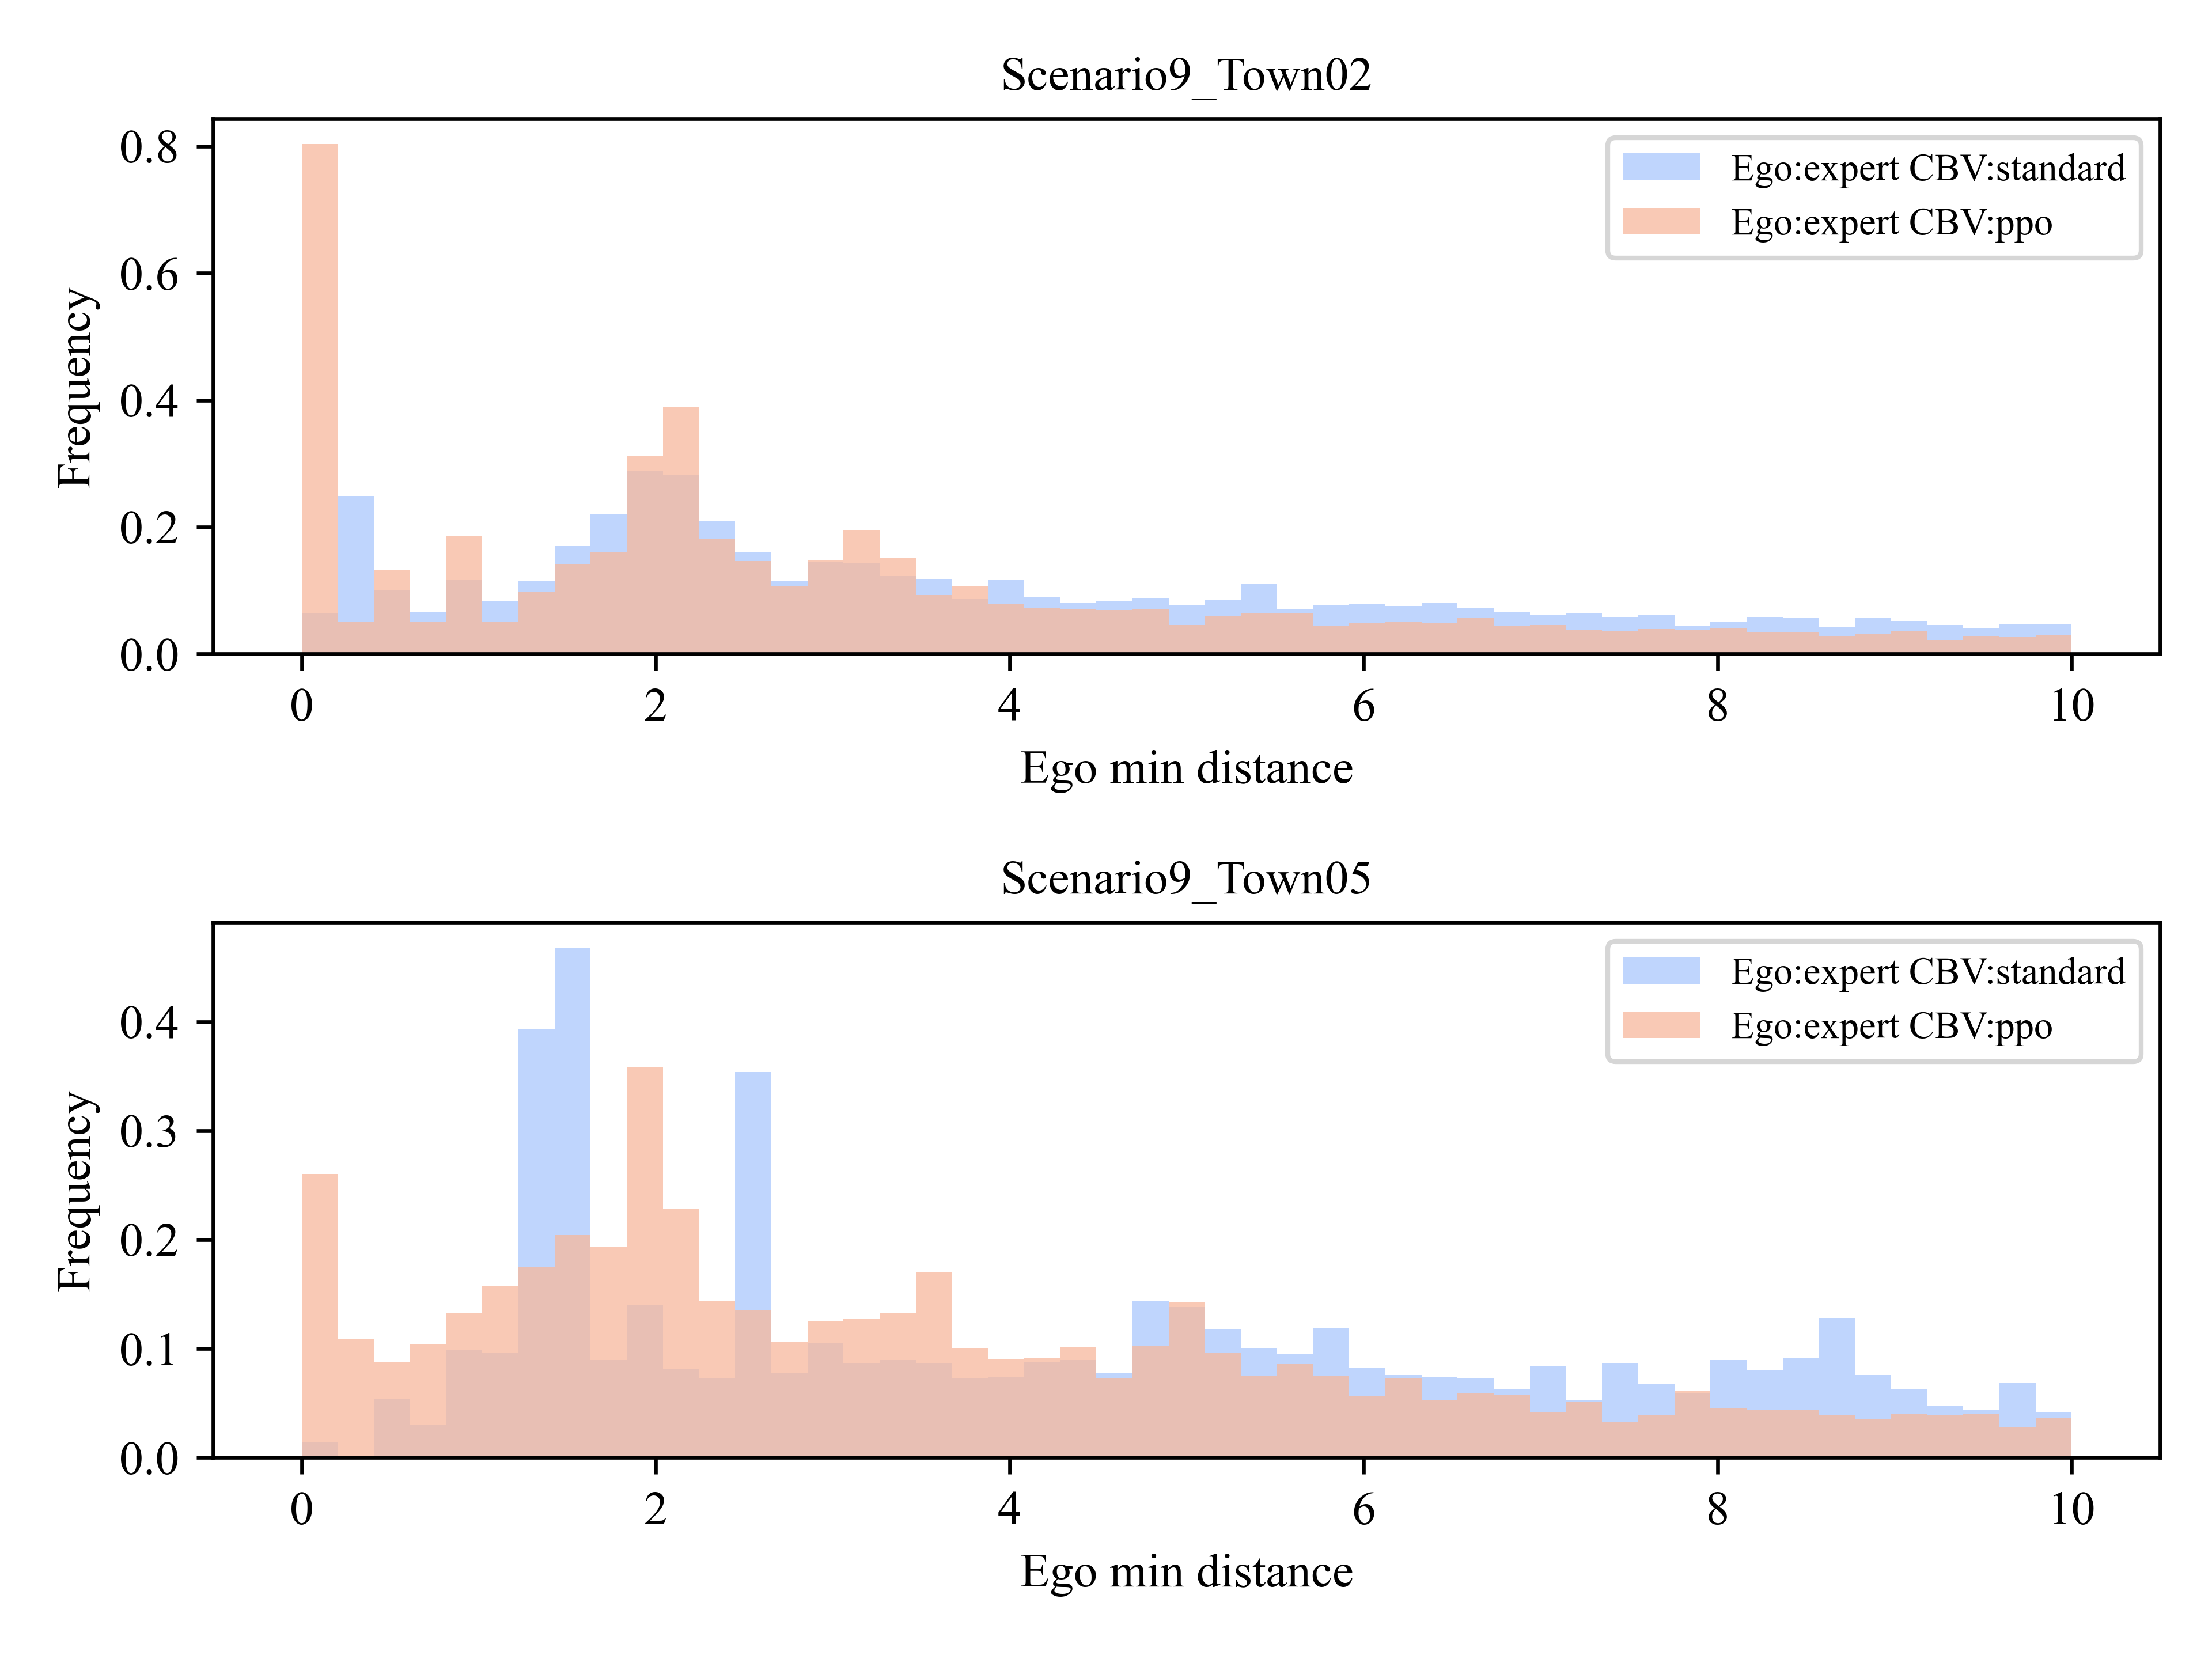 Scenario9_Town02
Ego:expert CBV:standard
Ego:expert CBV:ppo
0.8
0.6
0.4
0.2
0.0
Frequency
0 2 4 6 8 10
Ego min distance
Scenario9_Town05
Ego:expert CBV:standard
Ego:expert CBV:ppo
0.4
0.3
0.2
0.1
0.0
Frequency
0 2 4 6 8 10
Ego min distance